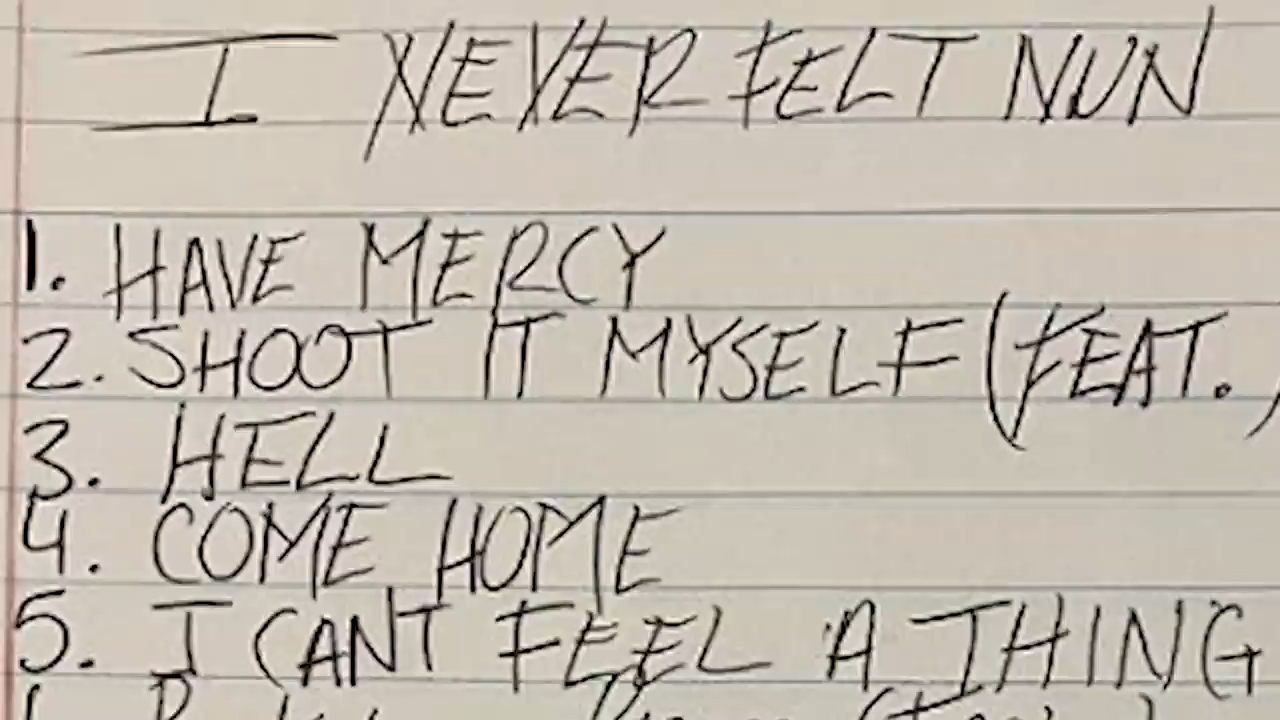 I NEVER FELT NUN
1. HAVE MERCY
2. SHOOT IT MYSELF (FEAT. )
3. HELL
4. COME HOME
5. I CANT FEEL A THING